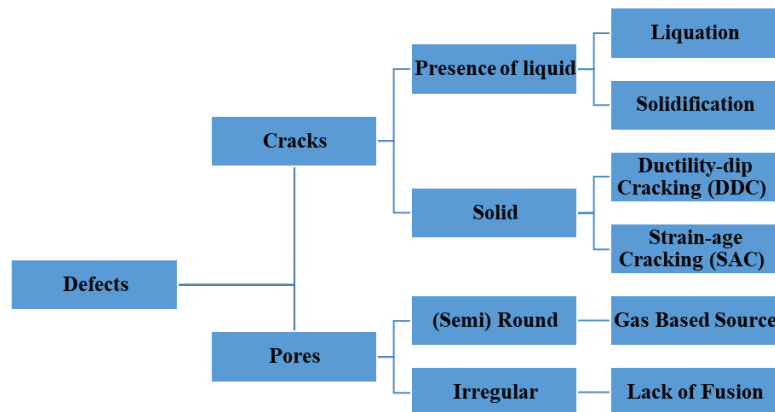 Liquation
Presence of liquid
Solidification
Cracks
Ductility-dip
Cracking (DDC)
Solid
Strain-age
Cracking (SAC)
Defects
(Semi) Round
Gas Based Source
Pores
Irregular
Lack of Fusion